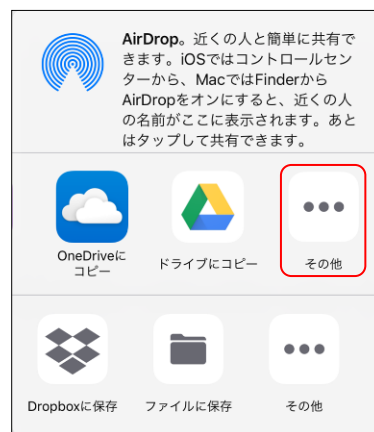 AirDrop。近くの人と簡単に共有で
きます。iOSではコントロールセン
ターから、MacではFinderから
AirDropをオンにすると、近くの人
の名前がここに表示されます。あと
はタップして共有できます。
OneDriveに
コピー
ドライブにコピー
その他
Dropboxに保存
ファイルに保存
その他